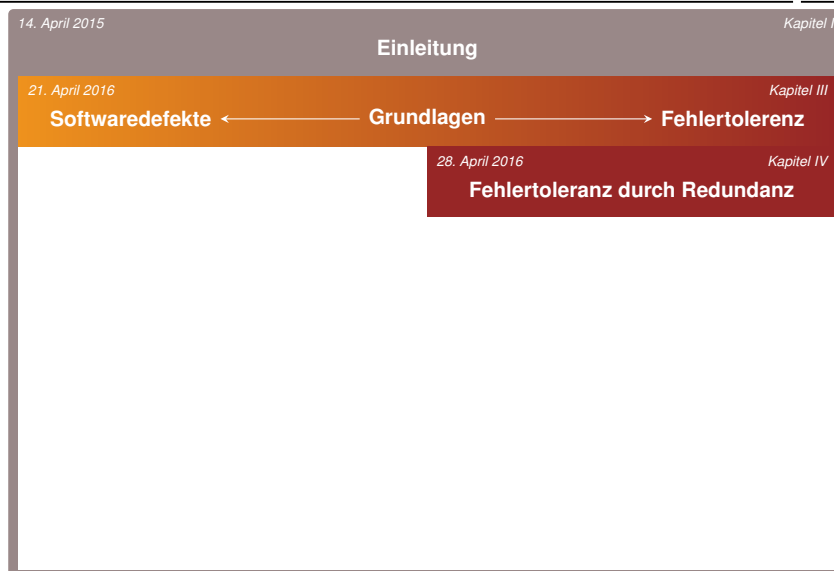 14. April 2015 Kapitel I
Einleitung
21. April 2016 Kapitel III
Softwaredefekte Grundlagen Fehlertolerenz
28. April 2016 Kapitel IV
Fehlertoleranz durch Redundanz